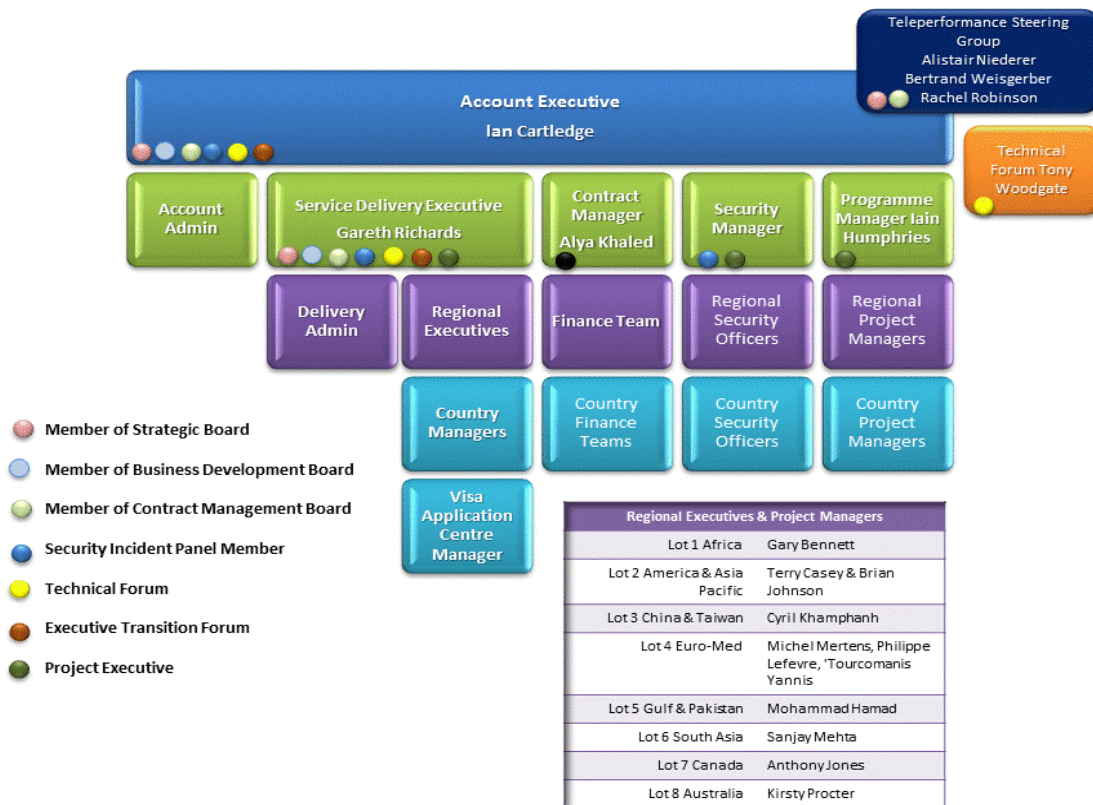 Teleperformance Steering
Group
Alistair Niederer
Bertrand Weisgerber
Rachel Robinson
Account Executive
Ian Cartledge
Technical
Forum Tony
Woodgate
Account
Admin
Service Delivery Executive
Gareth Richards
Contract
Manager
Alya Khaled
Security
Manager
Programme
Manager Iain
Humphries
Delivery
Admin
Regional
Executives
Finance Team
Regional
Security
Officers
Regional
Project
Managers
Country
Managers
Country
Finance
Teams
Country
Security
Officers
Country
Project
Managers
Visa
Application
Centre
Manager
Member of Strategic Board
Member of Business Development Board
Member of Contract Management Board
Security Incident Panel Member
Technical Forum
Executive Transition Forum
Project Executive
Regional Executives & Project Managers
Lot 1 Africa Gary Bennett
Lot 2 America & Asia Terry Casey & Brian
Pacific Johnson
Lot 3 China & Taiwan Cyril Khamphanh
Lot 4 Euro-Med Michel Mertens, Philippe
Lefevre, 'Tourcomanis
Yannis
Lot 5 Gulf & Pakistan Mohammad Hamad
Lot 6 South Asia Sanjay Mehta
Lot 7 Canada Anthony Jones
Lot 8 Australia Kirsty Procter